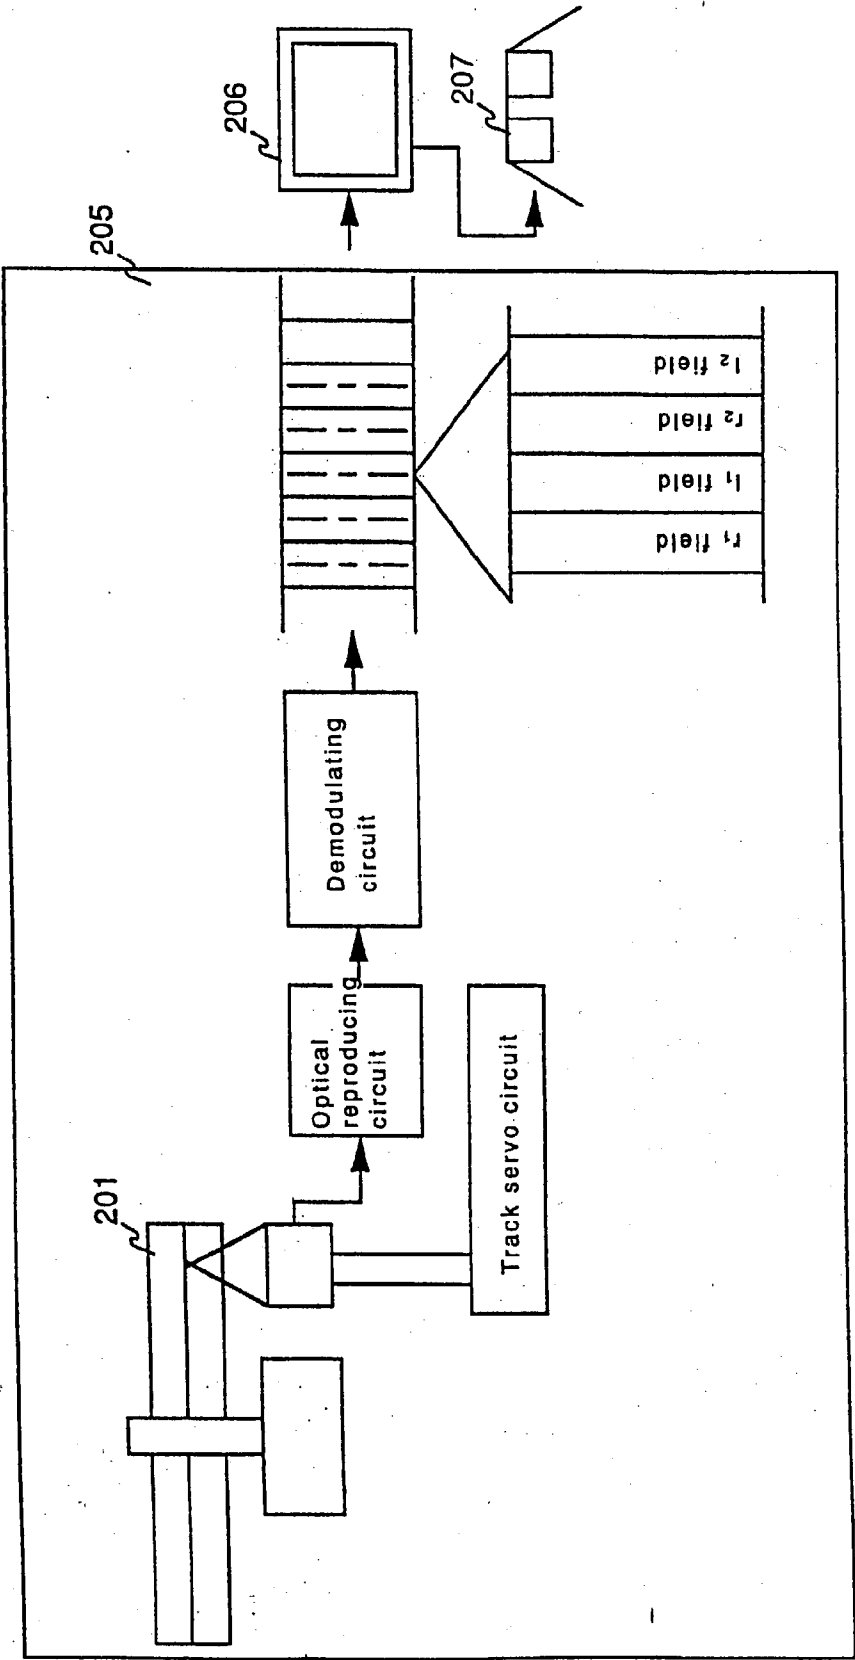 201
Optical
reproducing
circuit
Track servo circuit
Demodulating
circuit
205
206
207
r₁ field
l₁ field
r₂ field
l₂ field